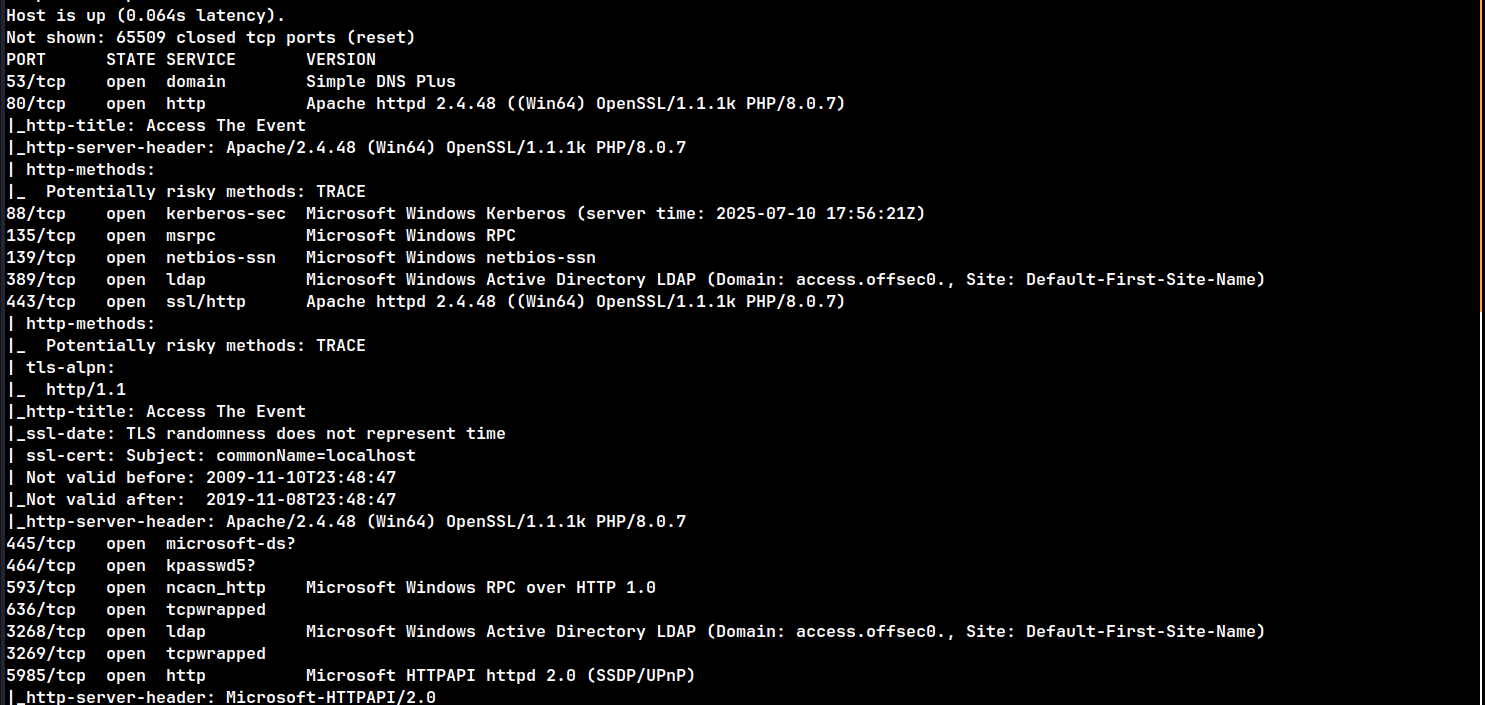 Host is up (0.064s latency).
Not shown: 65509 closed tcp ports (reset)
PORT      STATE SERVICE       VERSION
53/tcp    open  domain        Simple DNS Plus
80/tcp    open  http          Apache httpd 2.4.48 ((Win64) OpenSSL/1.1.1k PHP/8.0.7)
|_http-title: Access The Event
|_http-server-header: Apache/2.4.48 (Win64) OpenSSL/1.1.1k PHP/8.0.7
| http-methods:
|_  Potentially risky methods: TRACE
88/tcp    open  kerberos-sec  Microsoft Windows Kerberos (server time: 2025-07-10 17:56:21Z)
135/tcp   open  msrpc         Microsoft Windows RPC
139/tcp   open  netbios-ssn   Microsoft Windows netbios-ssn
389/tcp   open  ldap          Microsoft Windows Active Directory LDAP (Domain: access.offsec0., Site: Default-First-Site-Name)
443/tcp   open  ssl/http      Apache httpd 2.4.48 ((Win64) OpenSSL/1.1.1k PHP/8.0.7)
| http-methods:
|_  Potentially risky methods: TRACE
| tls-alpn:
|_  http/1.1
|_http-title: Access The Event
|_ssl-date: TLS randomness does not represent time
| ssl-cert: Subject: commonName=localhost
| Not valid before: 2009-11-10T23:48:47
|_Not valid after:  2019-11-08T23:48:47
|_http-server-header: Apache/2.4.48 (Win64) OpenSSL/1.1.1k PHP/8.0.7
445/tcp   open  microsoft-ds?
464/tcp   open  kpasswd5?
593/tcp   open  ncacn_http    Microsoft Windows RPC over HTTP 1.0
636/tcp   open  tcpwrapped
3268/tcp  open  ldap          Microsoft Windows Active Directory LDAP (Domain: access.offsec0., Site: Default-First-Site-Name)
3269/tcp  open  tcpwrapped
5985/tcp  open  http          Microsoft HTTPAPI httpd 2.0 (SSDP/UPnP)
|_http-server-header: Microsoft-HTTPAPI/2.0